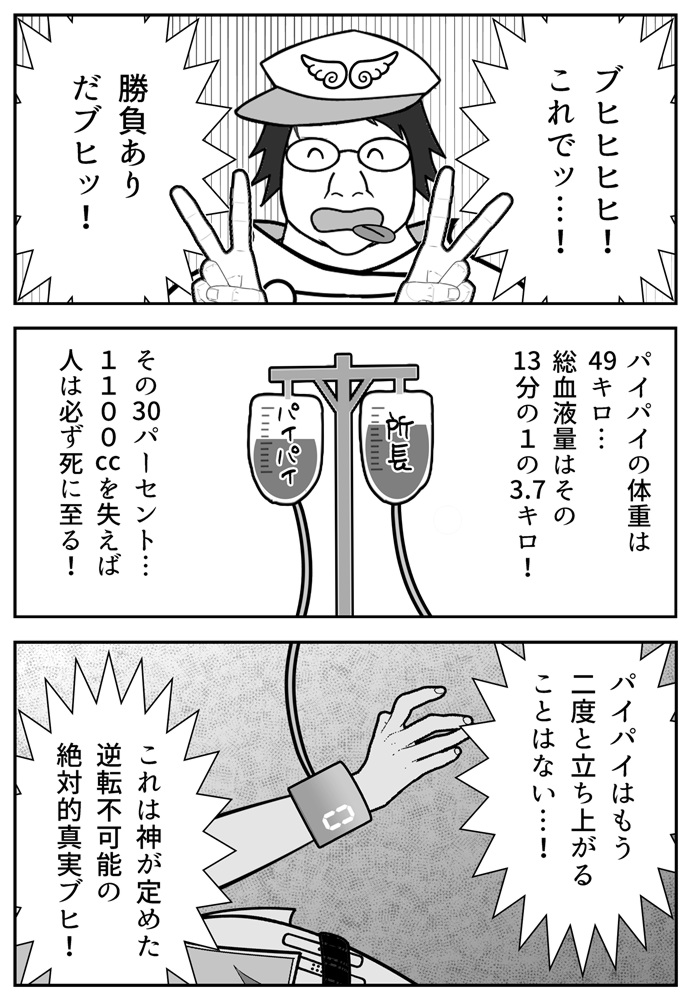 ブヒヒヒヒ！
これでッ…！
勝負あり
だブヒッ！
パイパイの体重は
49キロ…
総血液量はその
13分の１の3.7キロ！
所長
パイパイ
その30パーセント…
１１００ccを失えば
人は必ず死に至る！
パイパイはもう
二度と立ち上がる
ことはない…！
これは神が定めた
逆転不可能の
絶対的真実ブヒ！